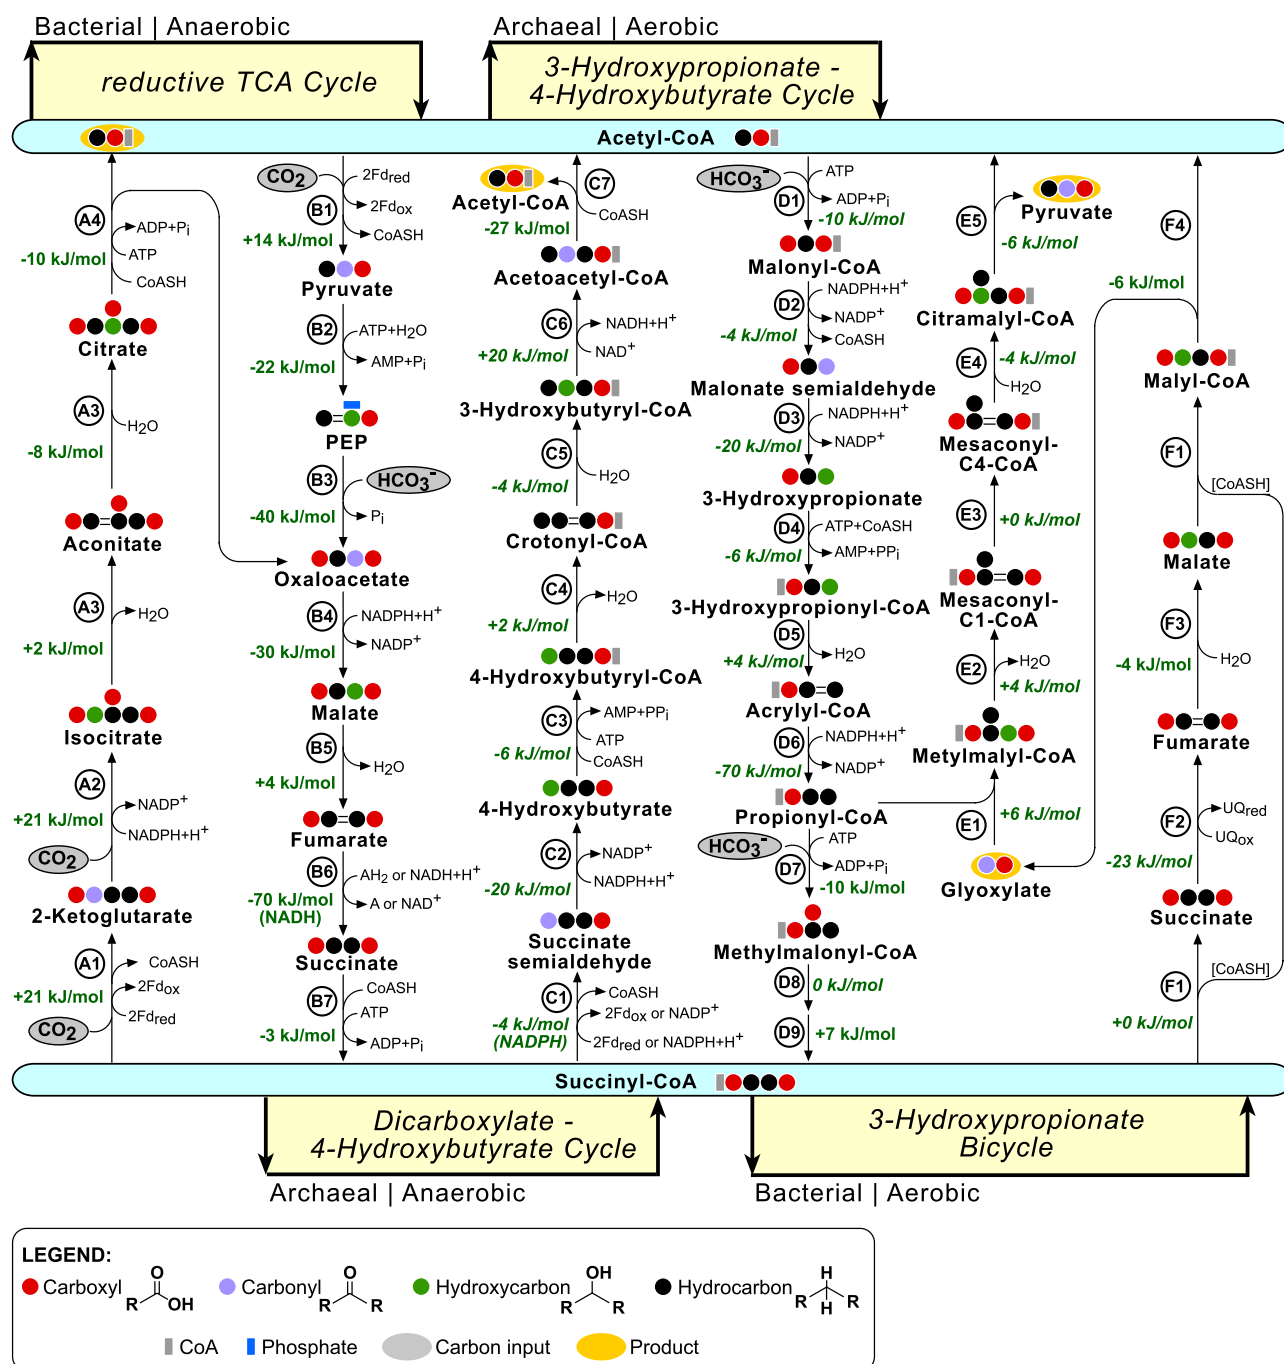 Bacterial | Anaerobic
Archaeal | Aerobic
reductive TCA Cycle
3-Hydroxypropionate -
4-Hydroxybutyrate Cycle
Acetyl-CoA
A4
-10 kJ/mol
ADP+Pi
ATP
CoASH
Citrate
A3
-8 kJ/mol
H2O
Aconitate
A3
+2 kJ/mol
H2O
Isocitrate
A2
+21 kJ/mol
NADP+
NADPH+H+
CO2
2-Ketoglutarate
A1
+21 kJ/mol
CoASH
2Fdox
2Fdred
CO2
CO2
2Fdred
2Fdox
CoASH
B1
+14 kJ/mol
Pyruvate
B2
-22 kJ/mol
ATP+H2O
AMP+Pi
PEP
B3
-40 kJ/mol
HCO3-
Pi
Oxaloacetate
B4
-30 kJ/mol
NADPH+H+
NADP+
Malate
B5
+4 kJ/mol
H2O
Fumarate
B6
-70 kJ/mol
(NADH)
AH2 or NADH+H+
A or NAD+
Succinate
B7
-3 kJ/mol
CoASH
ATP
ADP+Pi
Acetyl-CoA
C7
-27 kJ/mol
CoASH
Acetoacetyl-CoA
C6
+20 kJ/mol
NADH+H+
NAD+
3-Hydroxybutyryl-CoA
C5
-4 kJ/mol
H2O
Crotonyl-CoA
C4
+2 kJ/mol
H2O
4-Hydroxybutyryl-CoA
C3
-6 kJ/mol
AMP+PPi
ATP
CoASH
4-Hydroxybutyrate
C2
-20 kJ/mol
NADP+
NADPH+H+
Succinate
semialdehyde
C1
-4 kJ/mol
(NADPH)
CoASH
2Fdox or NADP+
2Fdred or NADPH+H+
HCO3-
ATP
ADP+Pi
D1
-10 kJ/mol
Malonyl-CoA
D2
-4 kJ/mol
NADPH+H+
NADP+
CoASH
Malonate semialdehyde
D3
-20 kJ/mol
NADPH+H+
NADP+
3-Hydroxypropionate
D4
-6 kJ/mol
ATP+CoASH
AMP+PPi
3-Hydroxypropionyl-CoA
D5
+4 kJ/mol
H2O
Acrylyl-CoA
D6
-70 kJ/mol
NADPH+H+
NADP+
Propionyl-CoA
HCO3-
ATP
ADP+Pi
D7
-10 kJ/mol
Methylmalonyl-CoA
D8
0 kJ/mol
D9
+7 kJ/mol
E5
Pyruvate
-6 kJ/mol
Citramalyl-CoA
E4
-4 kJ/mol
H2O
Mesaconyl-
C4-CoA
E3
+0 kJ/mol
Mesaconyl-
C1-CoA
E2
H2O
+4 kJ/mol
Metylmalyl-CoA
E1
+6 kJ/mol
Glyoxylate
F4
-6 kJ/mol
Malyl-CoA
F1
[CoASH]
Malate
F3
-4 kJ/mol
H2O
Fumarate
F2
-23 kJ/mol
UQred
UQox
Succinate
F1
[CoASH]
+0 kJ/mol
Succinyl-CoA
Dicarboxylate -
4-Hydroxybutyrate Cycle
3-Hydroxypropionate
Bicycle
Archaeal | Anaerobic
Bacterial | Aerobic
LEGEND:
Carboxyl
O
R
OH
Carbonyl
O
R R
Hydroxycarbon
OH
R R
Hydrocarbon
H
R R
H
CoA
Phosphate
Carbon input
Product